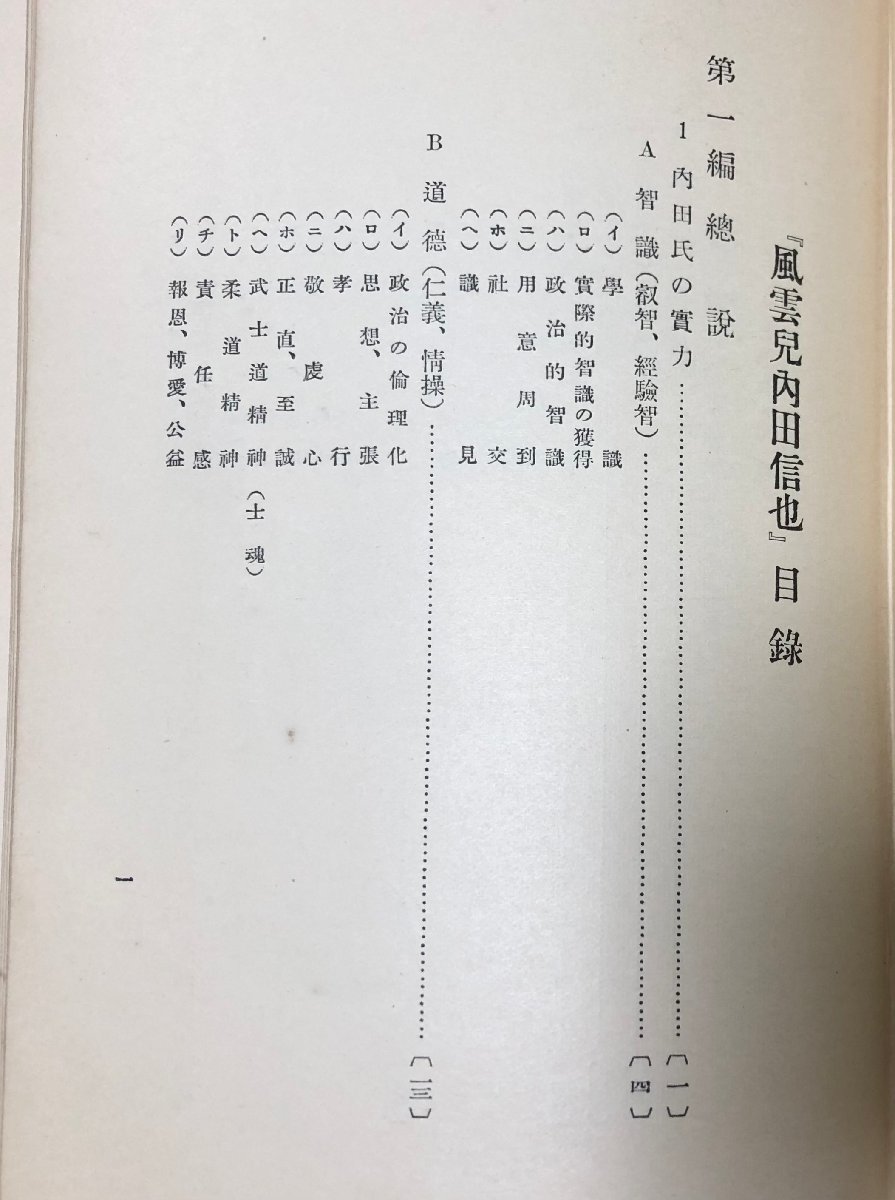 『風雲兒內田信也』目錄
第一編 總說
1 內田氏の實力……………〔一〕
A 智識（叡智、經驗智）……………〔四〕
（イ）學識
（ロ）實際的智識の獲得
（ハ）政治的智識
（ニ）用意周到
（ホ）社交
（ヘ）識見
B 道德（仁義、情操）……………〔一三〕
（イ）政治の倫理化
（ロ）思想、主張
（ハ）孝行
（ニ）敬虔心
（ホ）正直、至誠
（ヘ）武士道精神（士魂）
（ト）柔道精神
（チ）責任感
（リ）報恩、博愛、公益
一